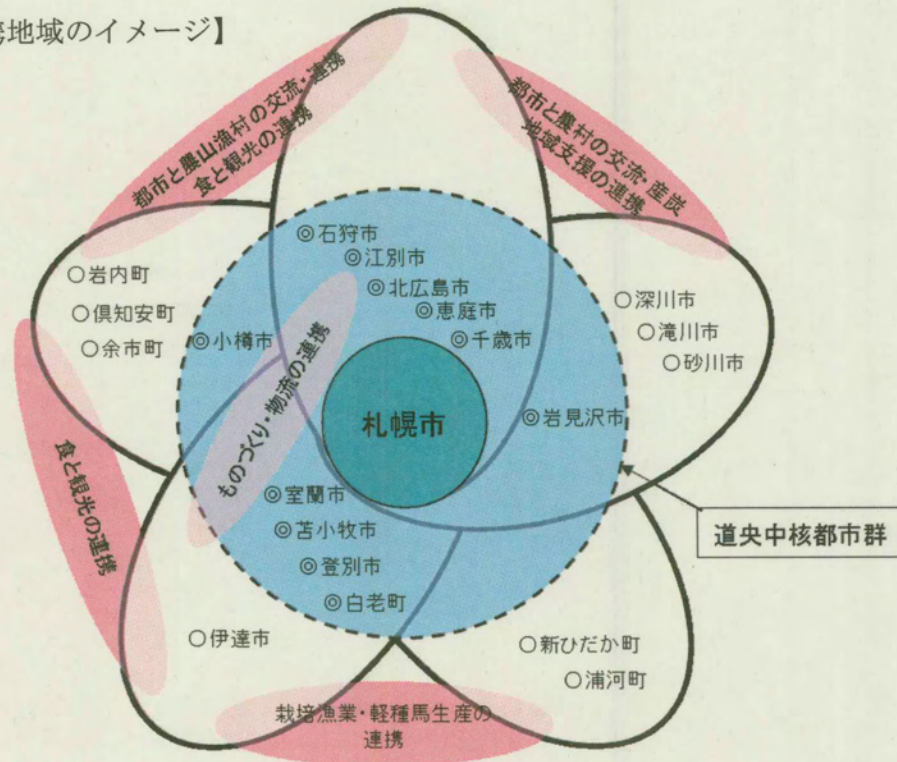 地域のイメージ】
都市と農山漁村の交流・連携
食と観光の連携
都市と農村の交流・産炭
地域支援の連携
◎石狩市
◎江別市
◎北広島市
◎恵庭市
◎千歳市
○岩内町
○倶知安町
○余市町
◎小樽市
○深川市
○滝川市
○砂川市
ものづくり・物流の連携
札幌市
◎岩見沢市
食と観光の連携
◎室蘭市
◎苫小牧市
◎登別市
◎白老町
道央中核都市群
○伊達市
○新ひだか町
○浦河町
栽培漁業・軽種馬生産の
連携